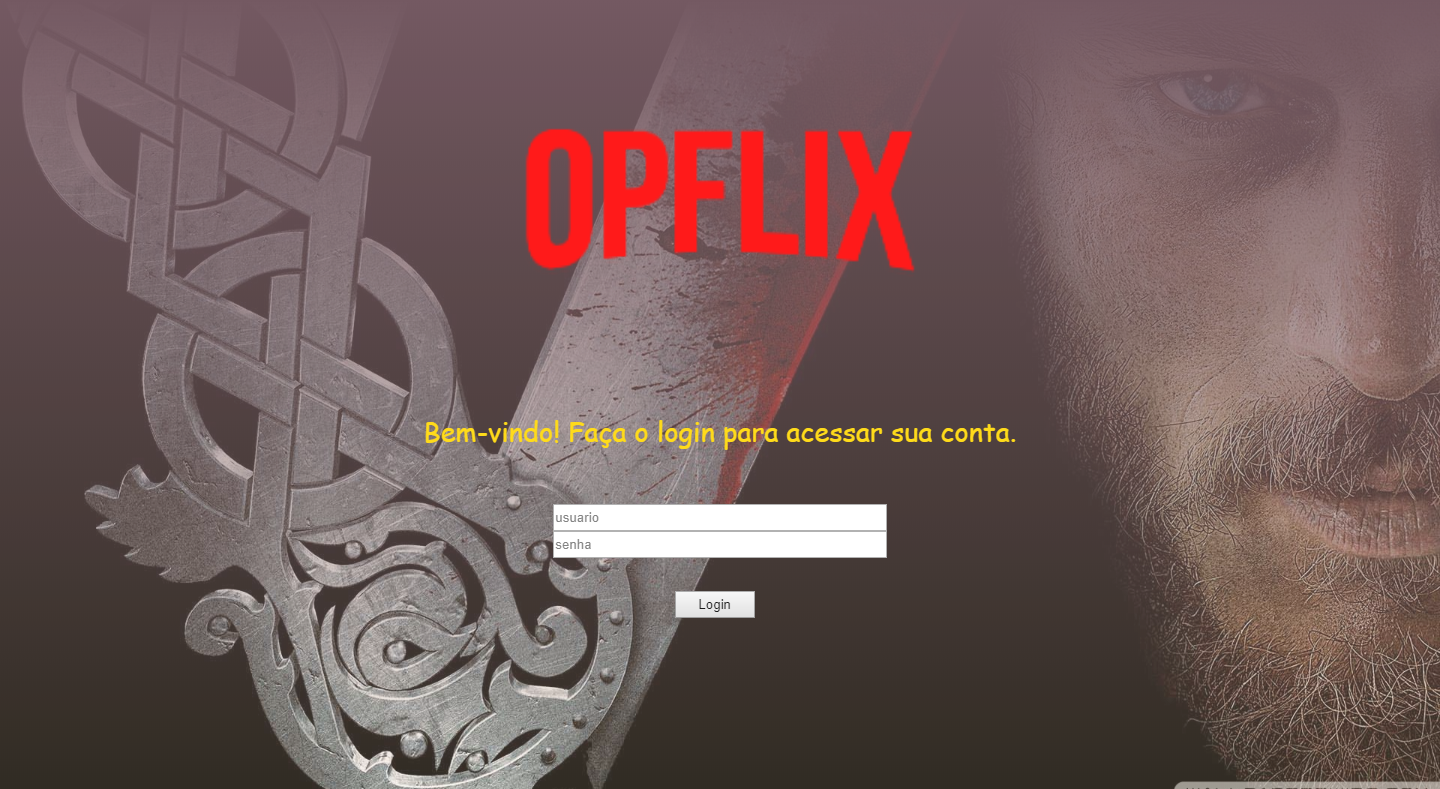 OPFLIX
Bem-vindo! Faça o login para acessar sua conta.
usuario
senha
Login